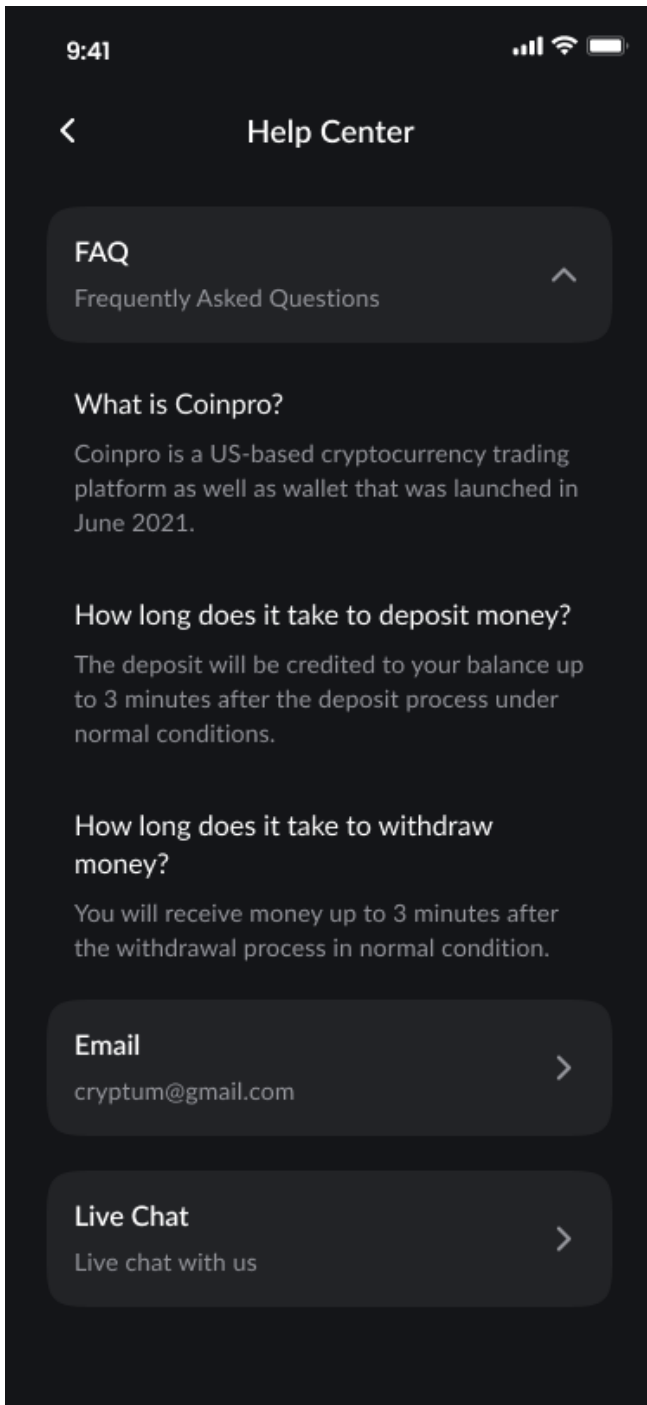 9:41
Help Center
FAQ
Frequently Asked Questions
What is Coinpro?
Coinpro is a US-based cryptocurrency trading
platform as well as wallet that was launched in
June 2021.
How long does it take to deposit money?
The deposit will be credited to your balance up
to 3 minutes after the deposit process under
normal conditions.
How long does it take to withdraw
money?
You will receive money up to 3 minutes after
the withdrawal process in normal condition.
Email
cryptum@gmail.com
Live Chat
Live chat with us